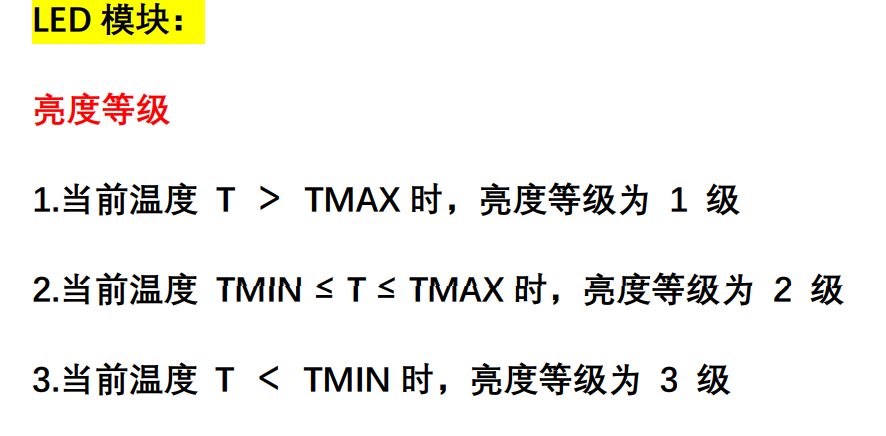 LED 模块：
亮度等级
1.当前温度 T > TMAX 时，亮度等级为 1 级
2.当前温度 TMIN ≤ T ≤ TMAX 时，亮度等级为 2 级
3.当前温度 T < TMIN 时，亮度等级为 3 级